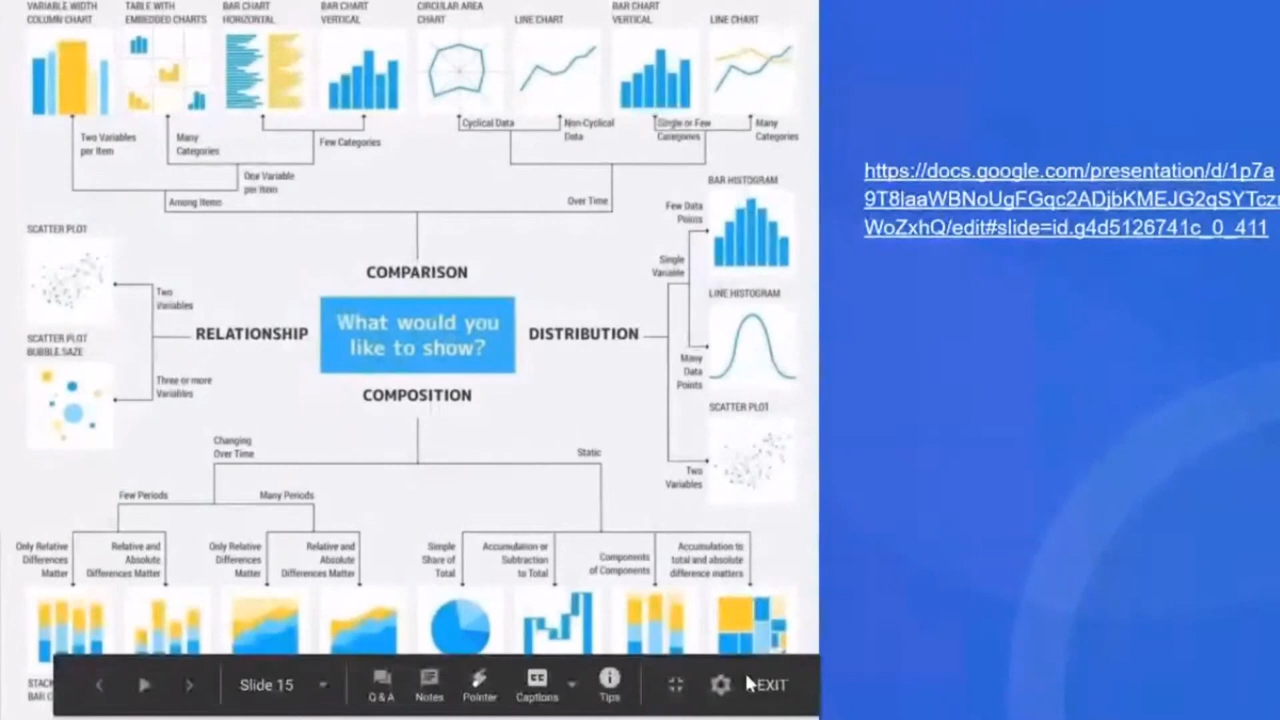 VARIABLE WIDTH
COLUMN CHART
TABLE WITH
EMBEDDED CHARTS
BAR CHART
HORIZONTAL
BAR CHART
VERTICAL
CIRCULAR AREA
CHART
LINE CHART
BAR CHART
VERTICAL
LINE CHART
Two Variables
per Item
Many
Categories
Few Categories
Cyclical Data
Non-Cyclical
Data
Single or Few
Categories
Many
Categories
One Variable
per Item
Among Items
Over Time
https://docs.google.com/presentation/d/1p7a
9T8laaWBNoUgFGqc2ADjbKMEJG2qSYTcz
WoZxhQ/edit#slide=id.g4d5126741c_0_411
BAR HISTOGRAM
Few Data
Points
Single
Variable
LINE HISTOGRAM
Many
Data
Points
SCATTER PLOT
Two
Variables
SCATTER PLOT
Two
Variables
SCATTER PLOT
BUBBLE SAZE
Three or more
Variables
COMPARISON
RELATIONSHIP
What would you
like to show?
DISTRIBUTION
COMPOSITION
Changing
Over Time
Static
Few Periods
Many Periods
Only Relative
Differences
Matter
Relative and
Absolute
Differences Matter
Only Relative
Differences
Matter
Relative and
Absolute
Differences Matter
Simple
Share of
Total
Accumulation or
Subtraction
to Total
Components
of Components
Accumulation to
total and absolute
difference matters
STAC
BAR C
Slide 15
Q & A
Notes
Pointer
CC
Captions
Tips
EXIT